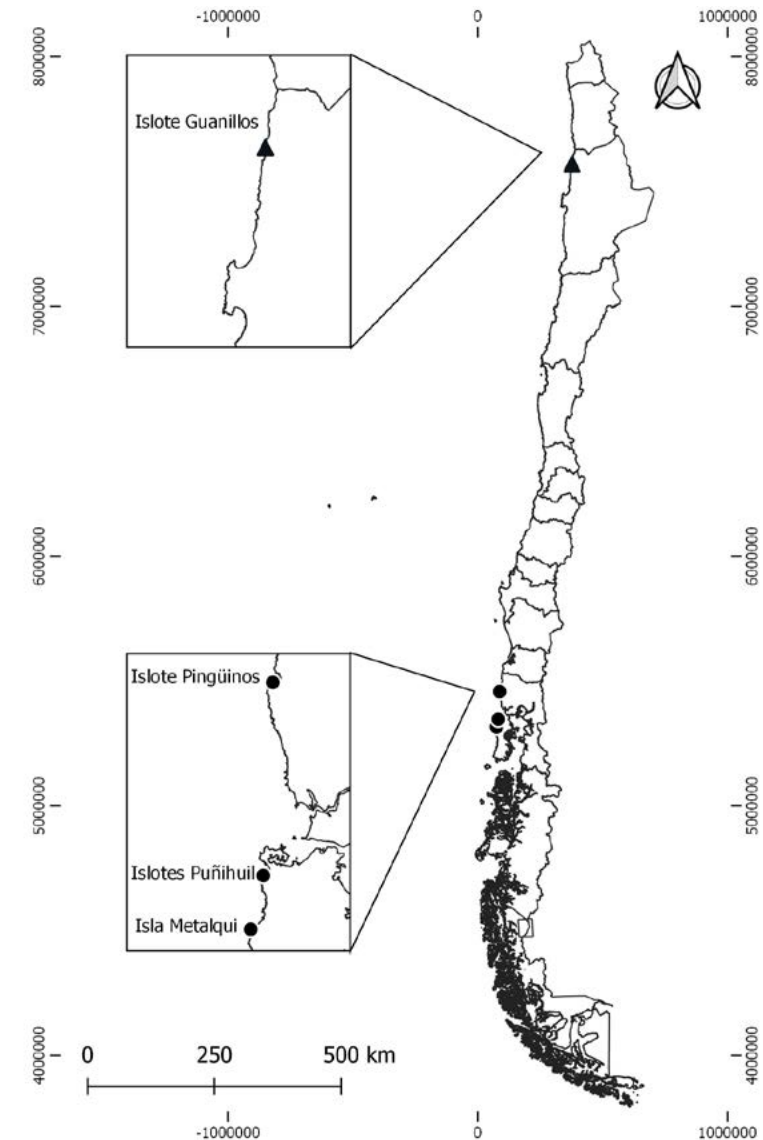 -1000000 0 1000000
8000000 8000000
Islote Guanillos
7000000 7000000
6000000 6000000
Islote Pingüinos
5000000 5000000
Islotes Puñihuil
Isla Metalqui
0 250 500 km
4000000 4000000
-1000000 0 1000000